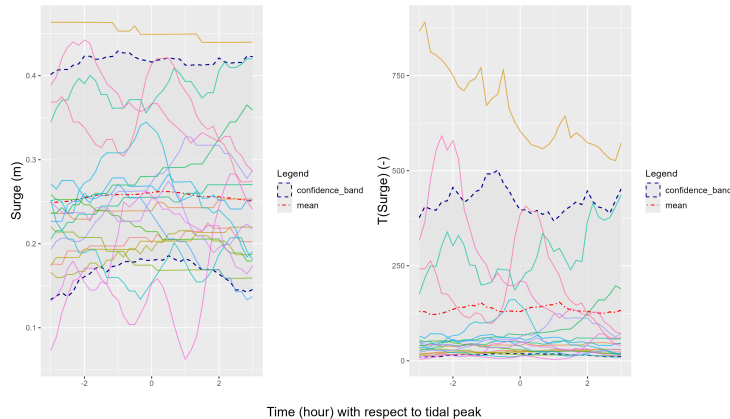 Surge (m)
0.4
0.3
0.2
0.1
-2
0
2
Legend
confidence_band
mean
T(Surge) (-)
750
500
250
0
-2
0
2
Legend
confidence_band
mean
Time (hour) with respect to tidal peak